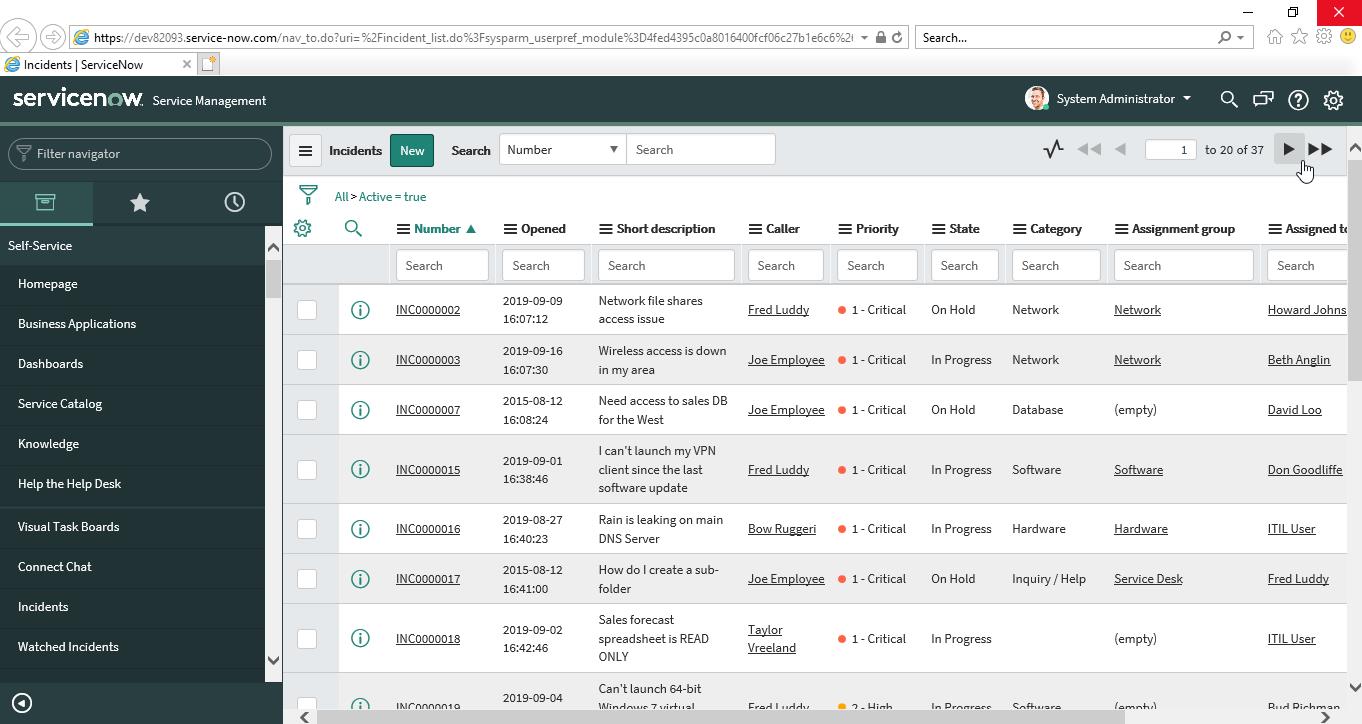 https://dev82093.service-now.com/nav_to.do?uri=%2Fincident_list.do%3Fsysparm_userpref_module%3D4fed4395c0a8016400fcf06c27b1e6c6%2
Search...
Incidents | ServiceNow
servicenow. Service Management
System Administrator
Filter navigator
Incidents New Search Number Search
1 to 20 of 37
All > Active = true
Self-Service
Homepage
Business Applications
Dashboards
Service Catalog
Knowledge
Help the Help Desk
Visual Task Boards
Connect Chat
Incidents
Watched Incidents
Number Opened Short description Caller Priority State Category Assignment group Assigned to
Search Search Search Search Search Search Search Search Search
INC0000002 2019-09-09 16:07:12 Network file shares access issue Fred Luddy 1 - Critical On Hold Network Network Howard Johns
INC0000003 2019-09-16 16:07:30 Wireless access is down in my area Joe Employee 1 - Critical In Progress Network Network Beth Anglin
INC0000007 2015-08-12 16:08:24 Need access to sales DB for the West Joe Employee 1 - Critical On Hold Database (empty) David Loo
INC0000015 2019-09-01 16:38:46 I can't launch my VPN client since the last software update Fred Luddy 1 - Critical In Progress Software Software Don Goodliffe
INC0000016 2019-08-27 16:40:23 Rain is leaking on main DNS Server Bow Ruggeri 1 - Critical In Progress Hardware Hardware ITIL User
INC0000017 2015-08-12 16:41:00 How do I create a sub-folder Joe Employee 1 - Critical On Hold Inquiry / Help Service Desk Fred Luddy
INC0000018 2019-09-02 16:42:46 Sales forecast spreadsheet is READ ONLY Taylor Vreeland 1 - Critical In Progress (empty) ITIL User
INC0000019 2019-09-04 Can't launch 64-bit Windows 7 virtual Fred Luddy 2 - High In Progress Software (empty) Bud Richman